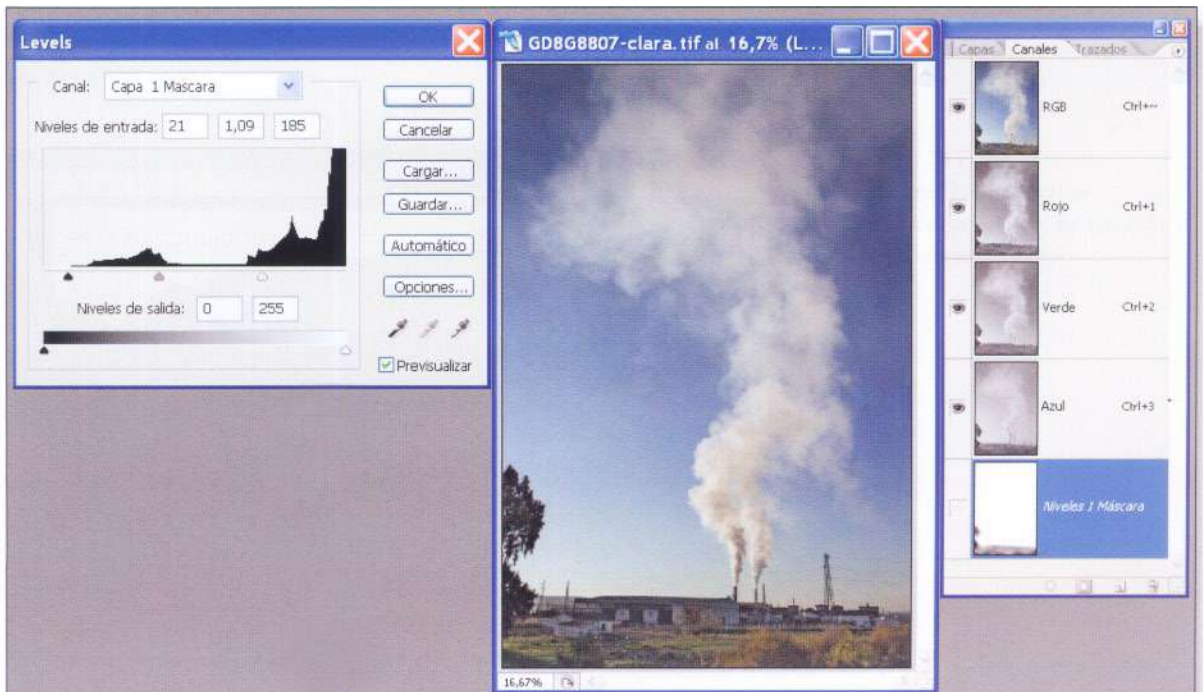 Levels
Canal: Capa 1 Mascara
Niveles de entrada: 21 1,09 185
Niveles de salida: 0 255
OK
Cancelar
Cargar...
Guardar...
Automático
Opciones...
Previsualizar
GD8G8807-clara.tif al 16,7% (L...
16,67%
Capas Canales Trazados
RGB Ctrl+~
Rojo Ctrl+1
Verde Ctrl+2
Azul Ctrl+3
Niveles 1 Máscara